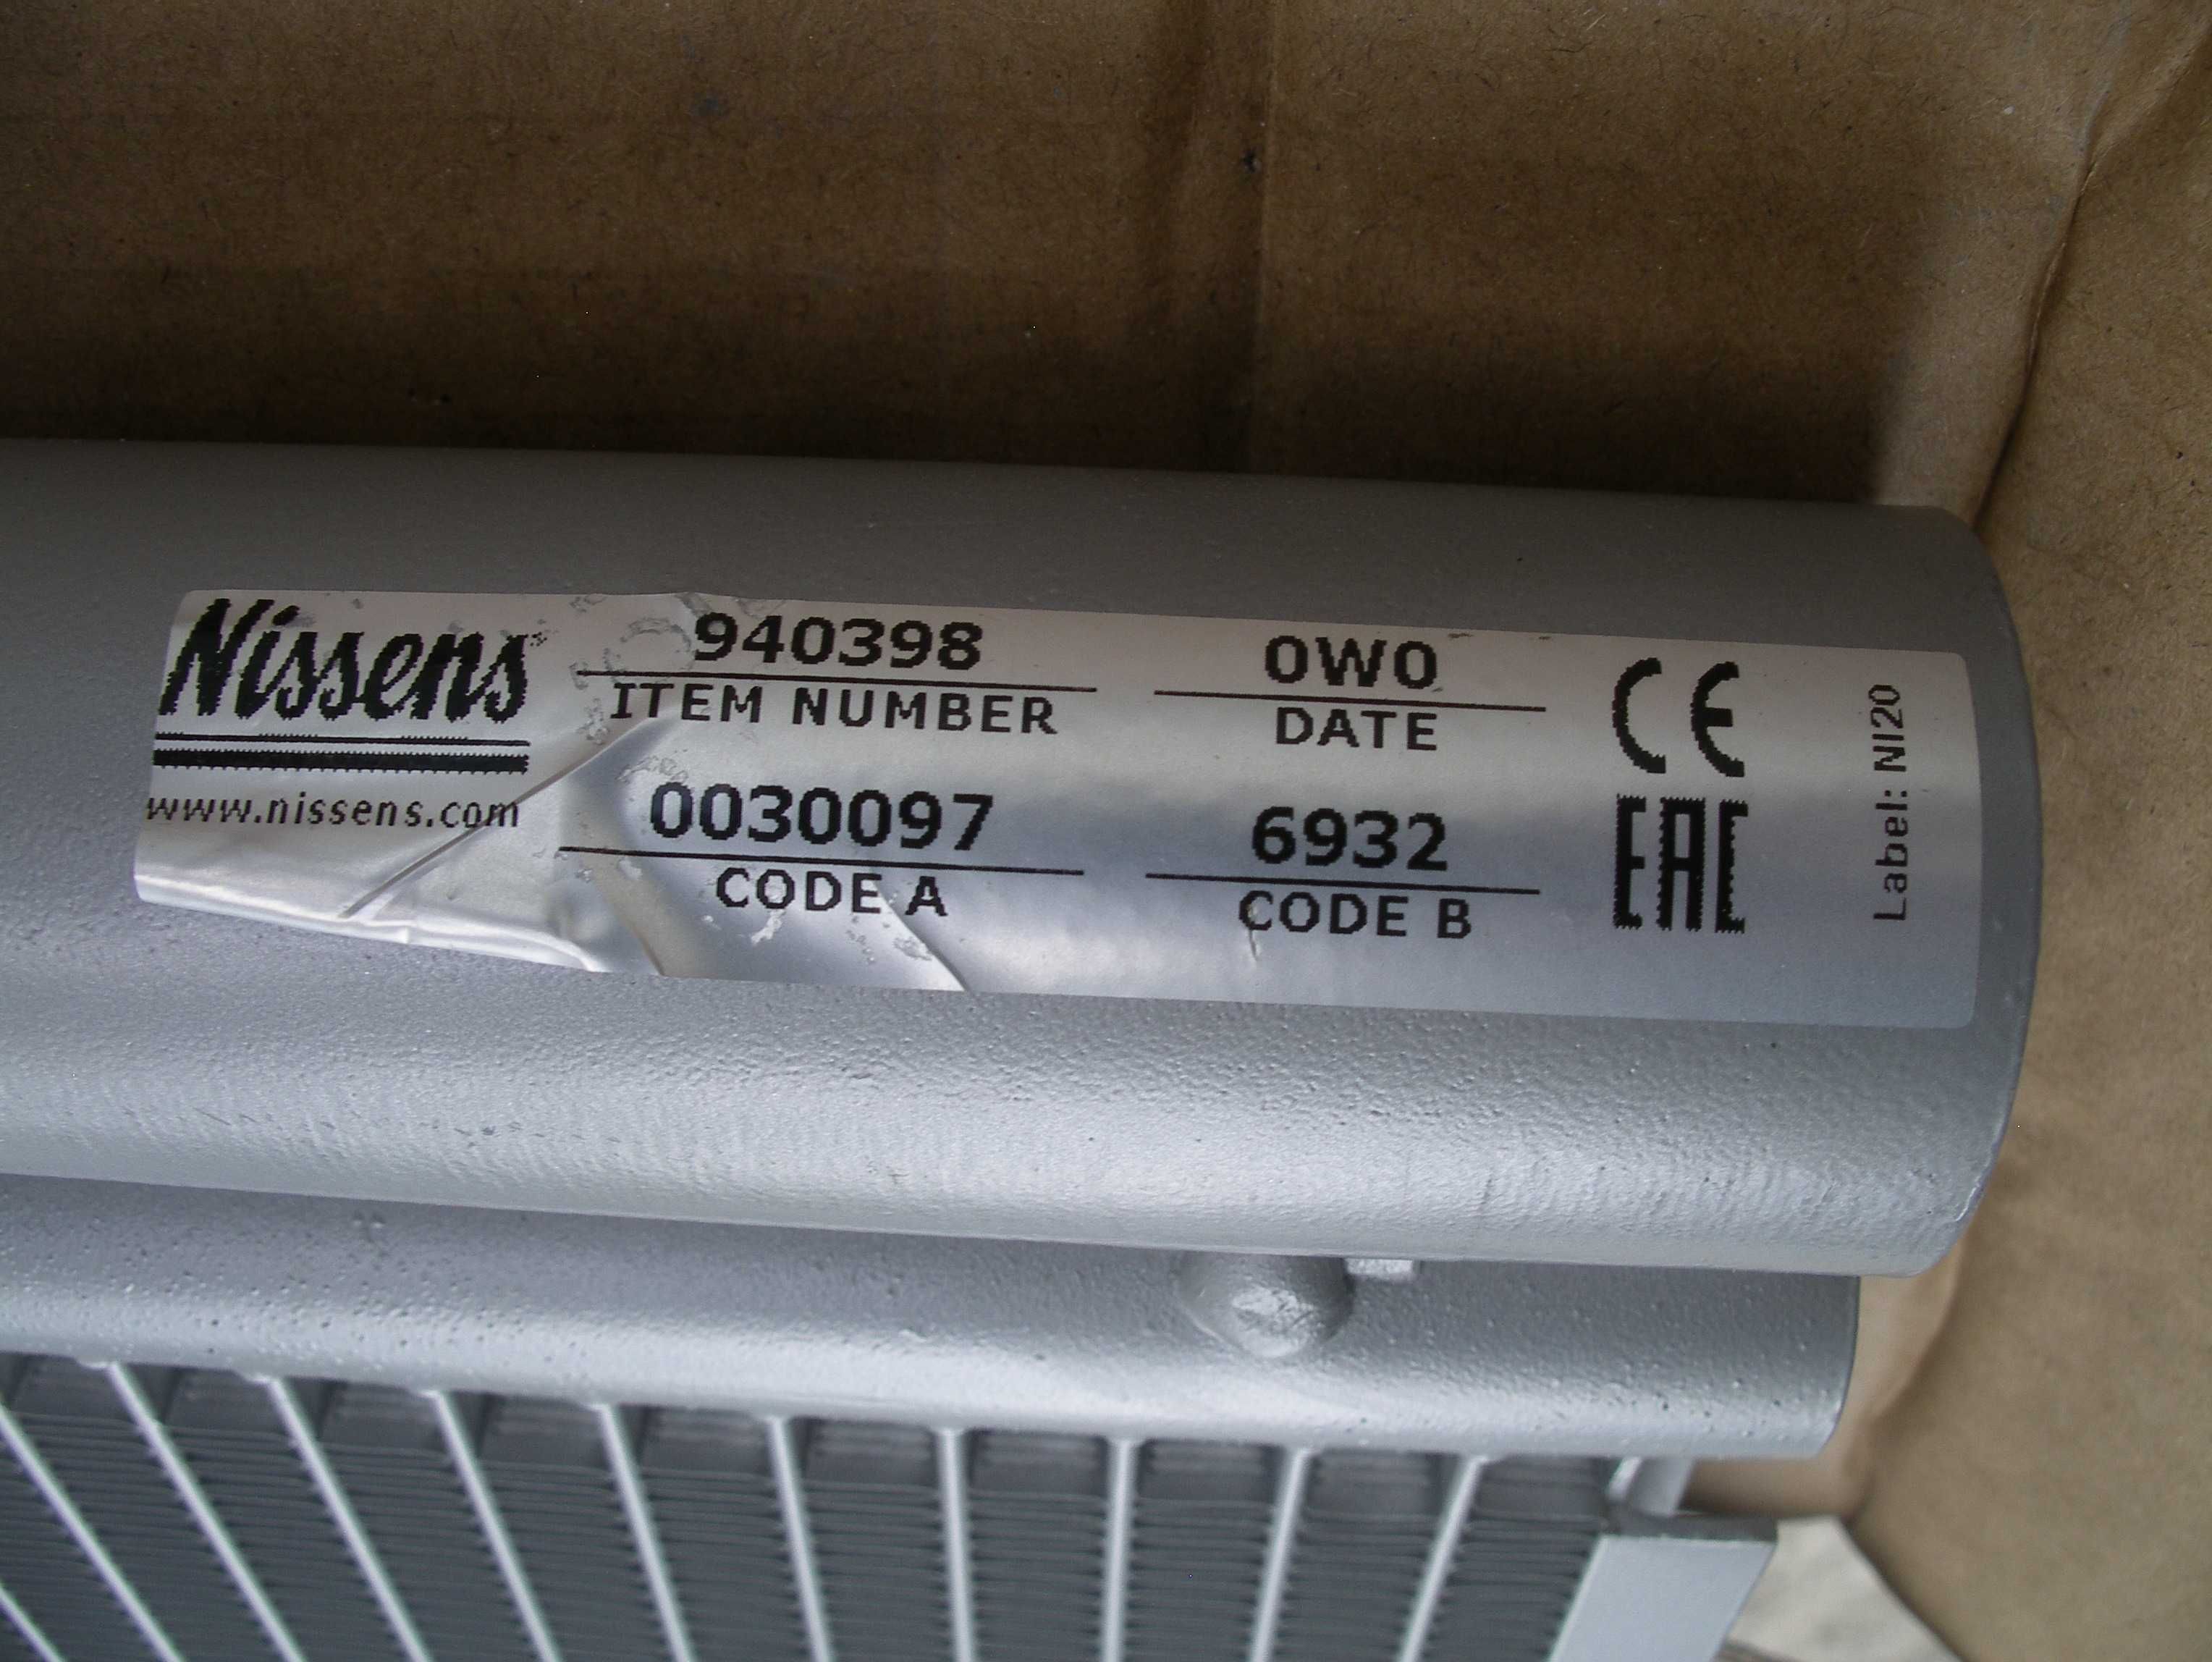 Nissens
www.nissens.com
940398
ITEM NUMBER
0W0
DATE
0030097
CODE A
6932
CODE B
CE
EAC
Label: NI20